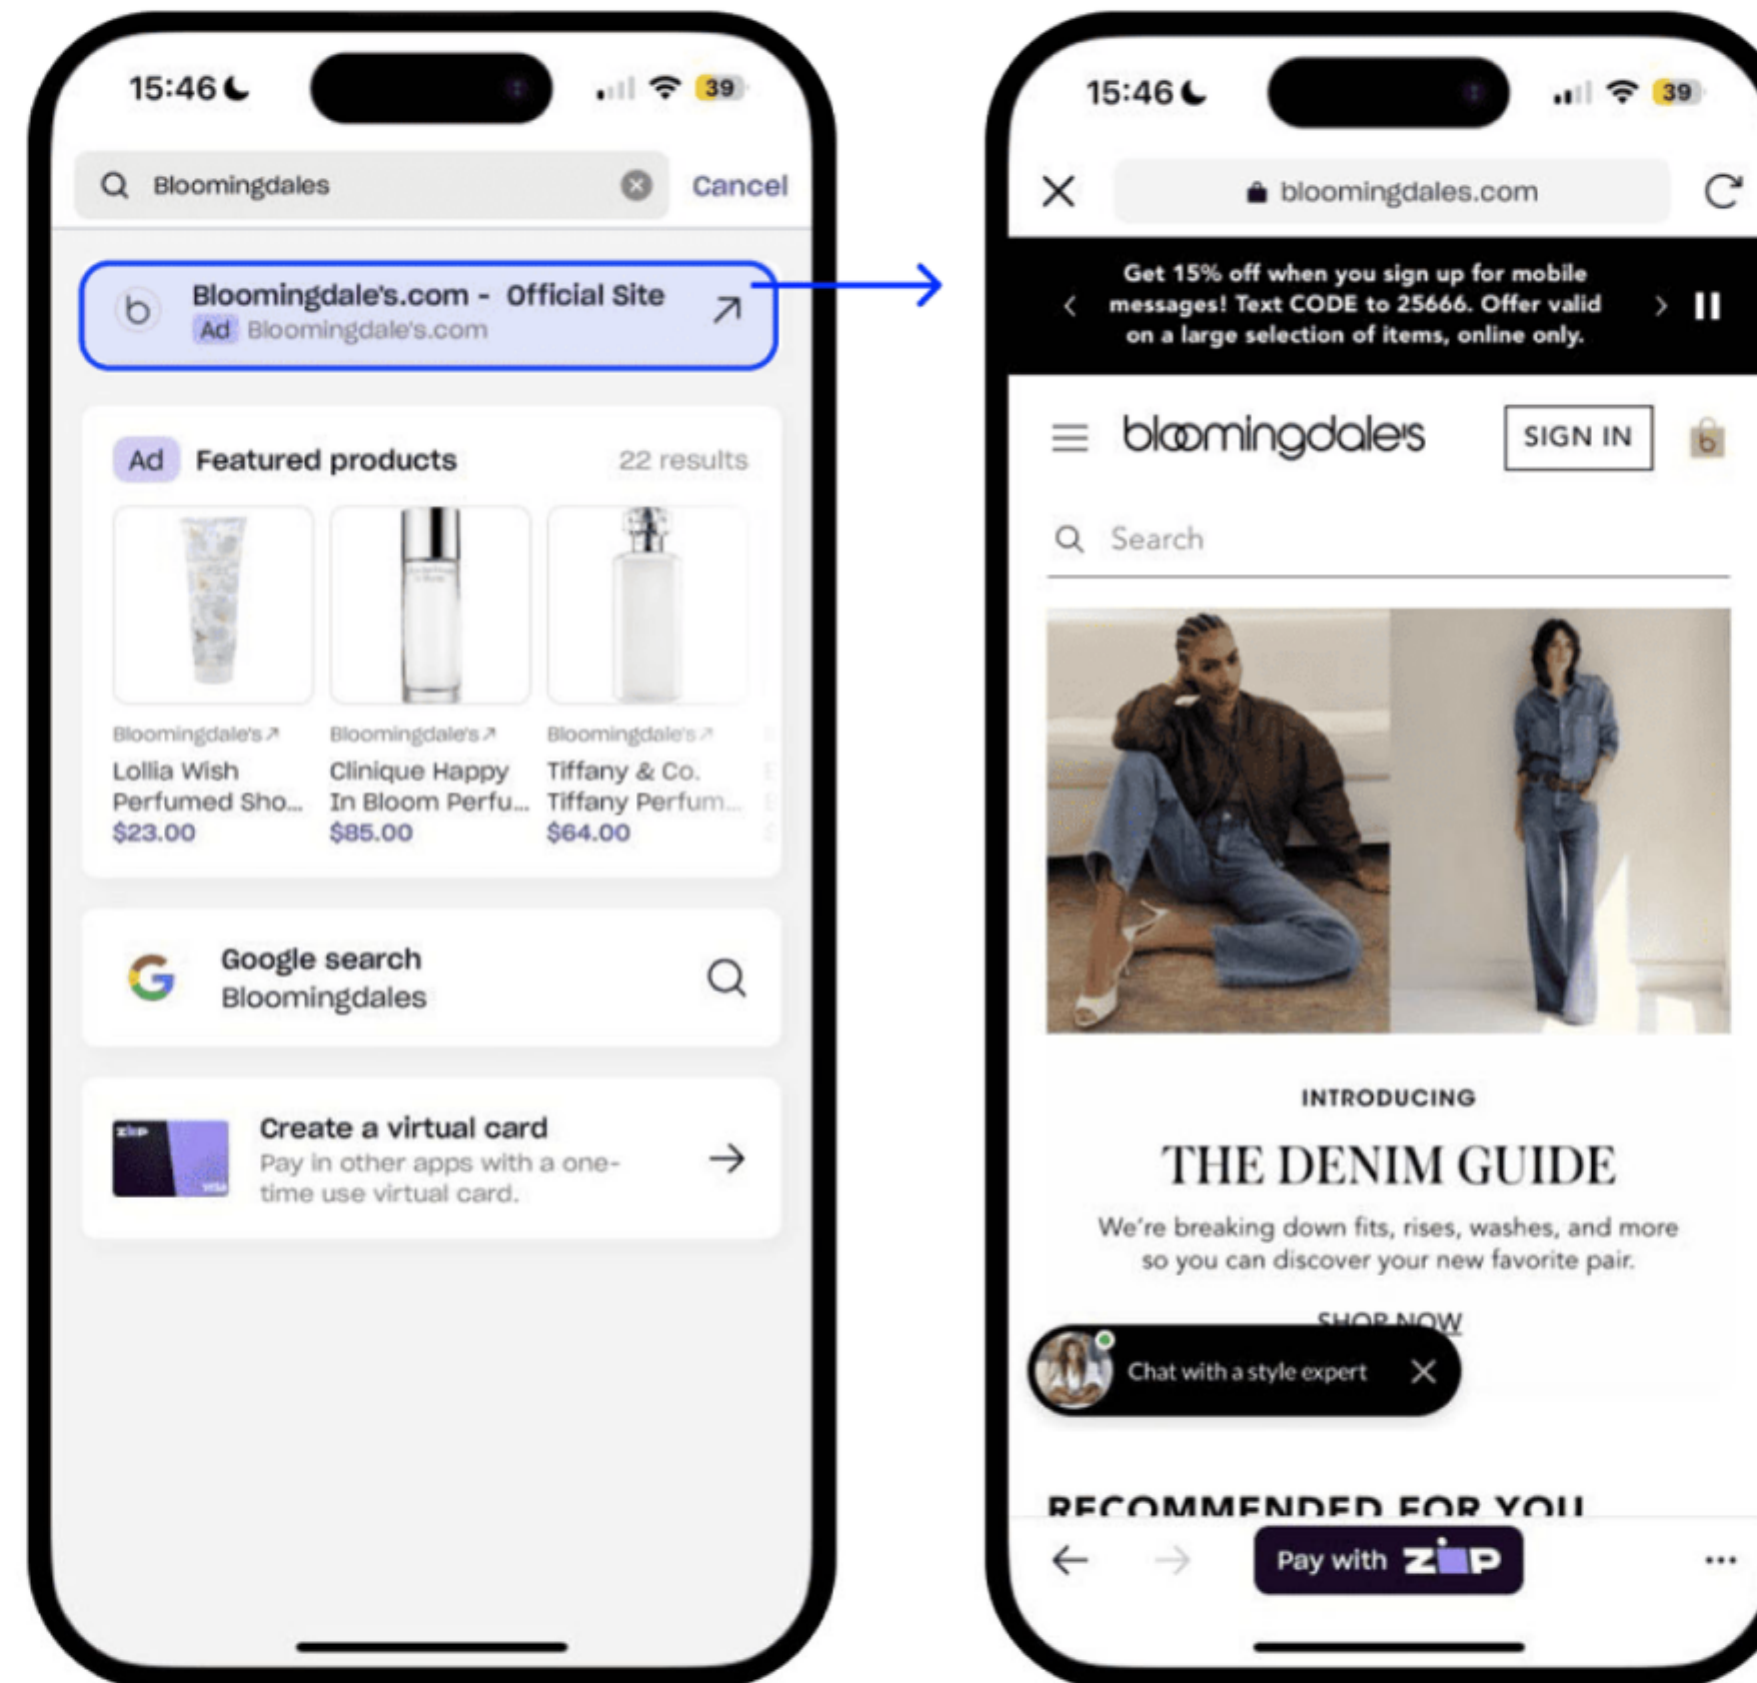 15:46
39
Bloomingdales
Cancel
Bloomingdale's.com - Official Site
Ad Bloomingdale's.com
Ad Featured products
22 results
Bloomingdale's
Lollia Wish
Perfumed Sho...
$23.00
Bloomingdale's
Clinique Happy
In Bloom Perfu...
$85.00
Bloomingdale's
Tiffany & Co.
Tiffany Perfum...
$64.00
Google search
Bloomingdales
zip
VISA
Create a virtual card
Pay in other apps with a one-
time use virtual card.
15:46
39
bloomingdales.com
Get 15% off when you sign up for mobile
messages! Text CODE to 25666. Offer valid
on a large selection of items, online only.
bloomingdale's
SIGN IN
b
Search
INTRODUCING
THE DENIM GUIDE
We're breaking down fits, rises, washes, and more
so you can discover your new favorite pair.
SHOP NOW
Chat with a style expert
RECOMMENDED FOR YOU
Pay with zip